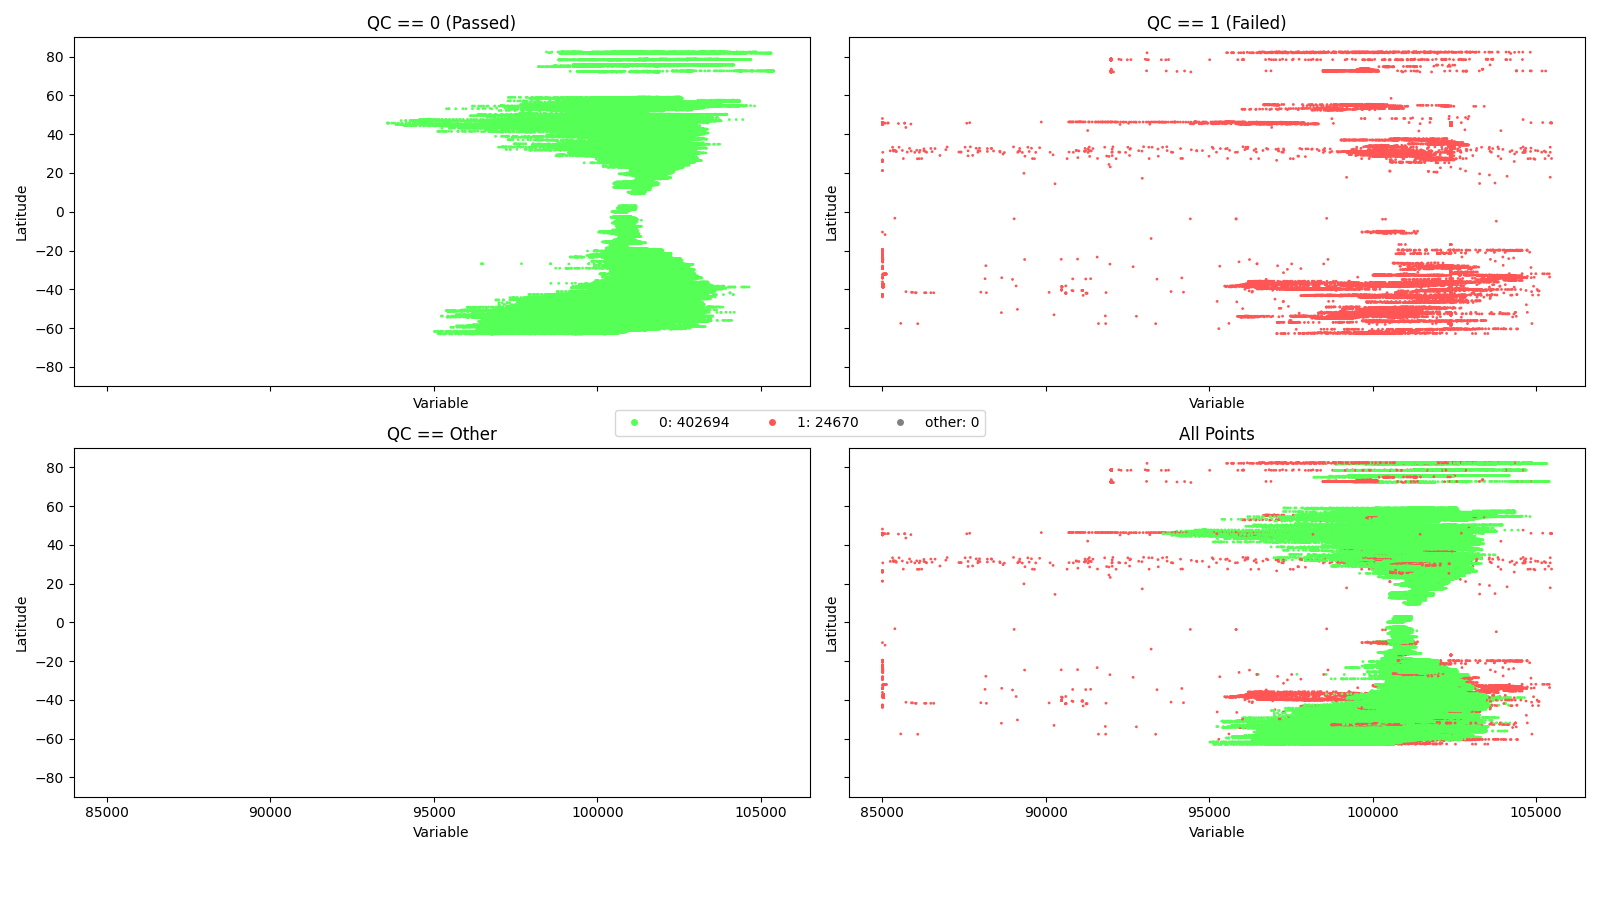 QC == 0 (Passed)
QC == 1 (Failed)
80
60
40
20
0
−20
−40
−60
−80
Latitude
Latitude
Variable
Variable
0: 402694
1: 24670
other: 0
QC == Other
All Points
80
60
40
20
0
−20
−40
−60
−80
Latitude
Latitude
85000
90000
95000
100000
105000
85000
90000
95000
100000
105000
Variable
Variable